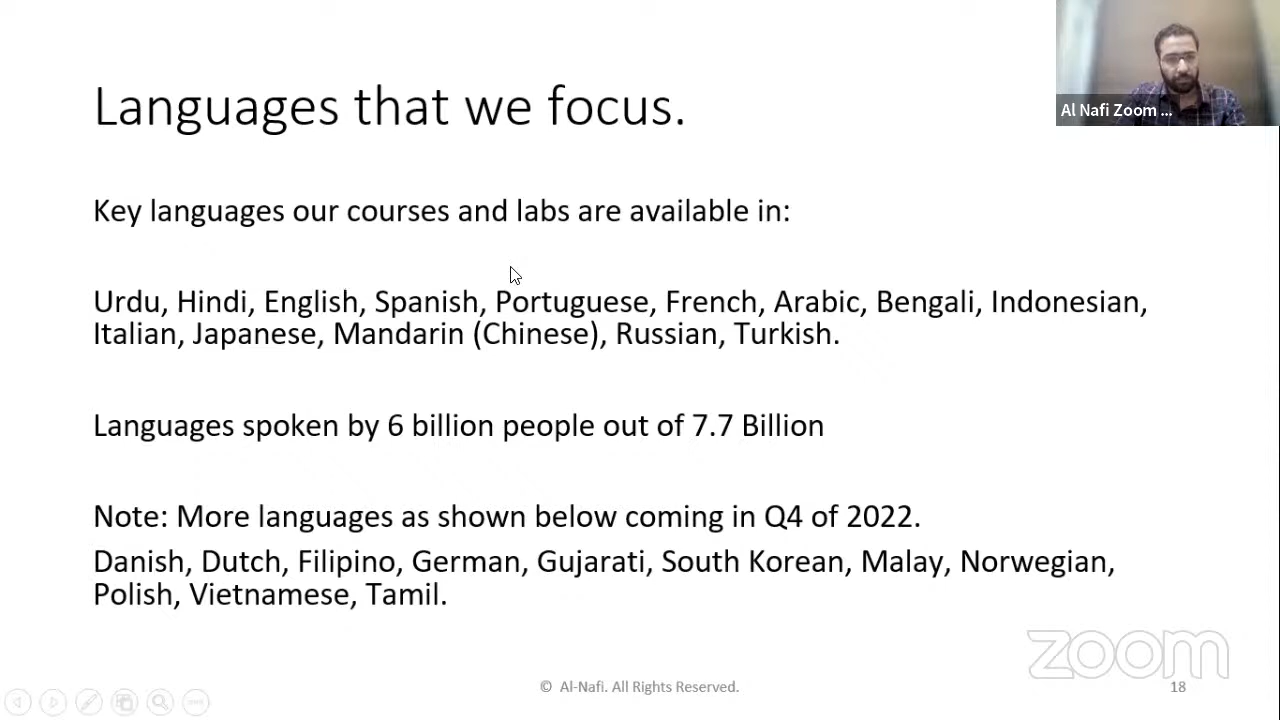 Al Nafi Zoom ...
Languages that we focus.
Key languages our courses and labs are available in:
Urdu, Hindi, English, Spanish, Portuguese, French, Arabic, Bengali, Indonesian,
Italian, Japanese, Mandarin (Chinese), Russian, Turkish.
Languages spoken by 6 billion people out of 7.7 Billion
Note: More languages as shown below coming in Q4 of 2022.
Danish, Dutch, Filipino, German, Gujarati, South Korean, Malay, Norwegian,
Polish, Vietnamese, Tamil.
zoom
© Al-Nafi. All Rights Reserved.
18